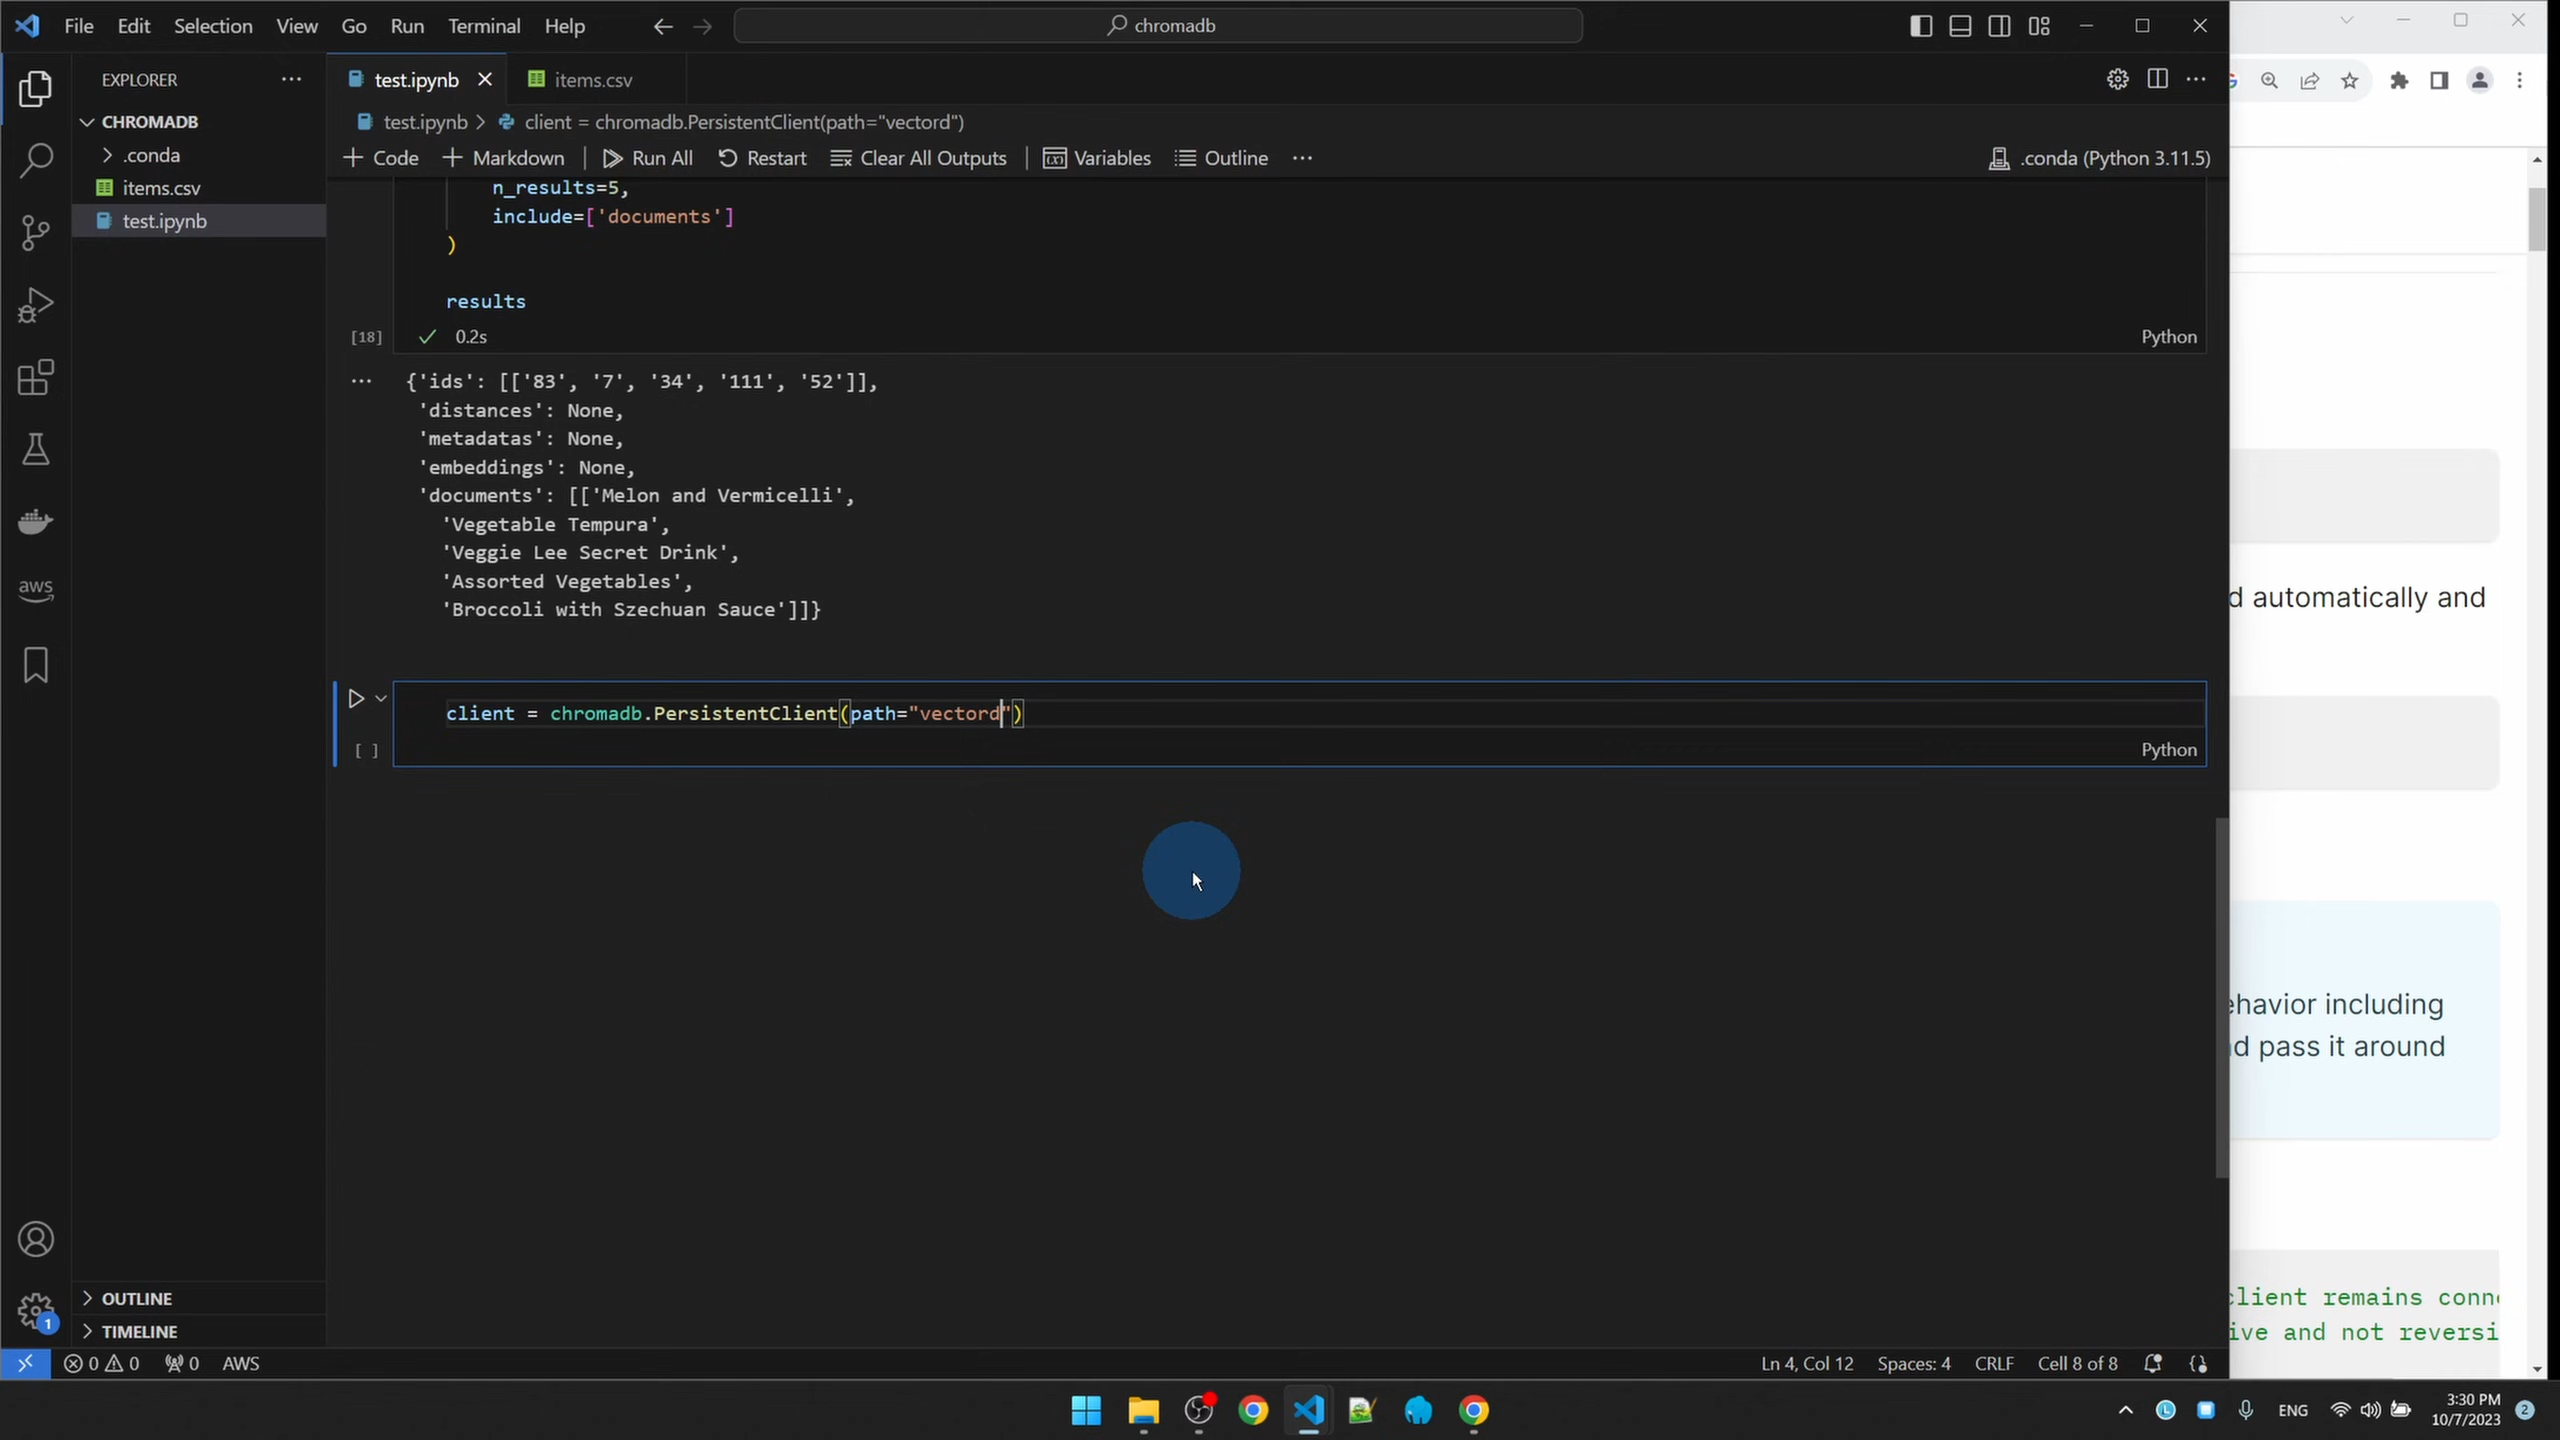 File Edit Selection View Go Run Terminal Help
chromadb
EXPLORER
CHROMADB
.conda
items.csv
test.ipynb
OUTLINE
TIMELINE
test.ipynb
items.csv
test.ipynb > client = chromadb.PersistentClient(path="vectord")
+ Code + Markdown Run All Restart Clear All Outputs Variables Outline ...
.conda (Python 3.11.5)
n_results=5,
include=['documents']
)
results
[18] ✓ 0.2s
Python
... {'ids': [['83', '7', '34', '111', '52']],
'distances': None,
'metadatas': None,
'embeddings': None,
'documents': [['Melon and Vermicelli',
'Vegetable Tempura',
'Veggie Lee Secret Drink',
'Assorted Vegetables',
'Broccoli with Szechuan Sauce']]}
client = chromadb.PersistentClient(path="vectord")
[ ]
Python
d automatically and
ehavior including
nd pass it around
client remains conn
ive and not reversi
aws
1
0 0 0 AWS
Ln 4, Col 12 Spaces: 4 CRLF Cell 8 of 8
ENG
3:30 PM
10/7/2023
2